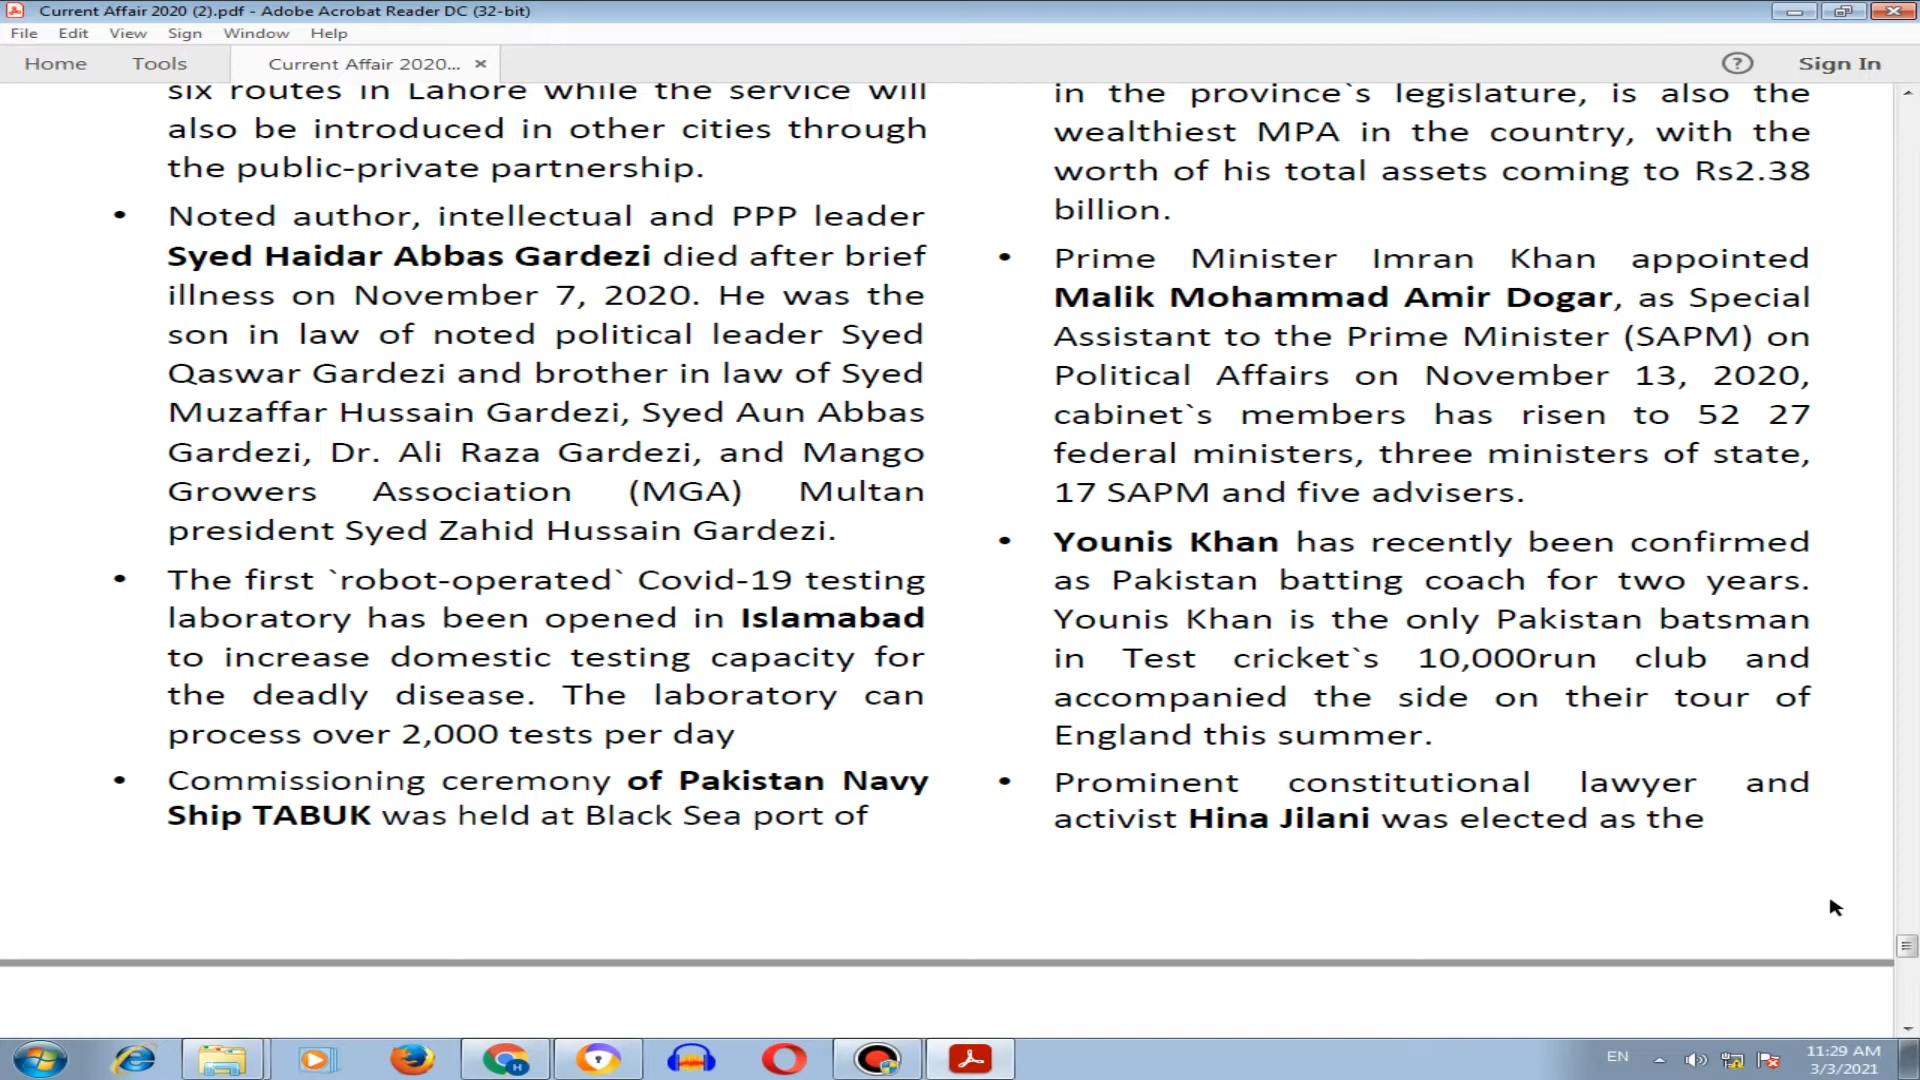 Current Affair 2020 (2).pdf - Adobe Acrobat Reader DC (32-bit)
File Edit View Sign Window Help
Home Tools Current Affair 2020... × ? Sign In
six routes in Lahore while the service will
also be introduced in other cities through
the public-private partnership.
• Noted author, intellectual and PPP leader
Syed Haidar Abbas Gardezi died after brief
illness on November 7, 2020. He was the
son in law of noted political leader Syed
Qaswar Gardezi and brother in law of Syed
Muzaffar Hussain Gardezi, Syed Aun Abbas
Gardezi, Dr. Ali Raza Gardezi, and Mango
Growers Association (MGA) Multan
president Syed Zahid Hussain Gardezi.
• The first `robot-operated` Covid-19 testing
laboratory has been opened in Islamabad
to increase domestic testing capacity for
the deadly disease. The laboratory can
process over 2,000 tests per day
• Commissioning ceremony of Pakistan Navy
Ship TABUK was held at Black Sea port of
in the province`s legislature, is also the
wealthiest MPA in the country, with the
worth of his total assets coming to Rs2.38
billion.
• Prime Minister Imran Khan appointed
Malik Mohammad Amir Dogar, as Special
Assistant to the Prime Minister (SAPM) on
Political Affairs on November 13, 2020,
cabinet`s members has risen to 52 27
federal ministers, three ministers of state,
17 SAPM and five advisers.
• Younis Khan has recently been confirmed
as Pakistan batting coach for two years.
Younis Khan is the only Pakistan batsman
in Test cricket`s 10,000run club and
accompanied the side on their tour of
England this summer.
• Prominent constitutional lawyer and
activist Hina Jilani was elected as the
EN
11:29 AM
3/3/2021